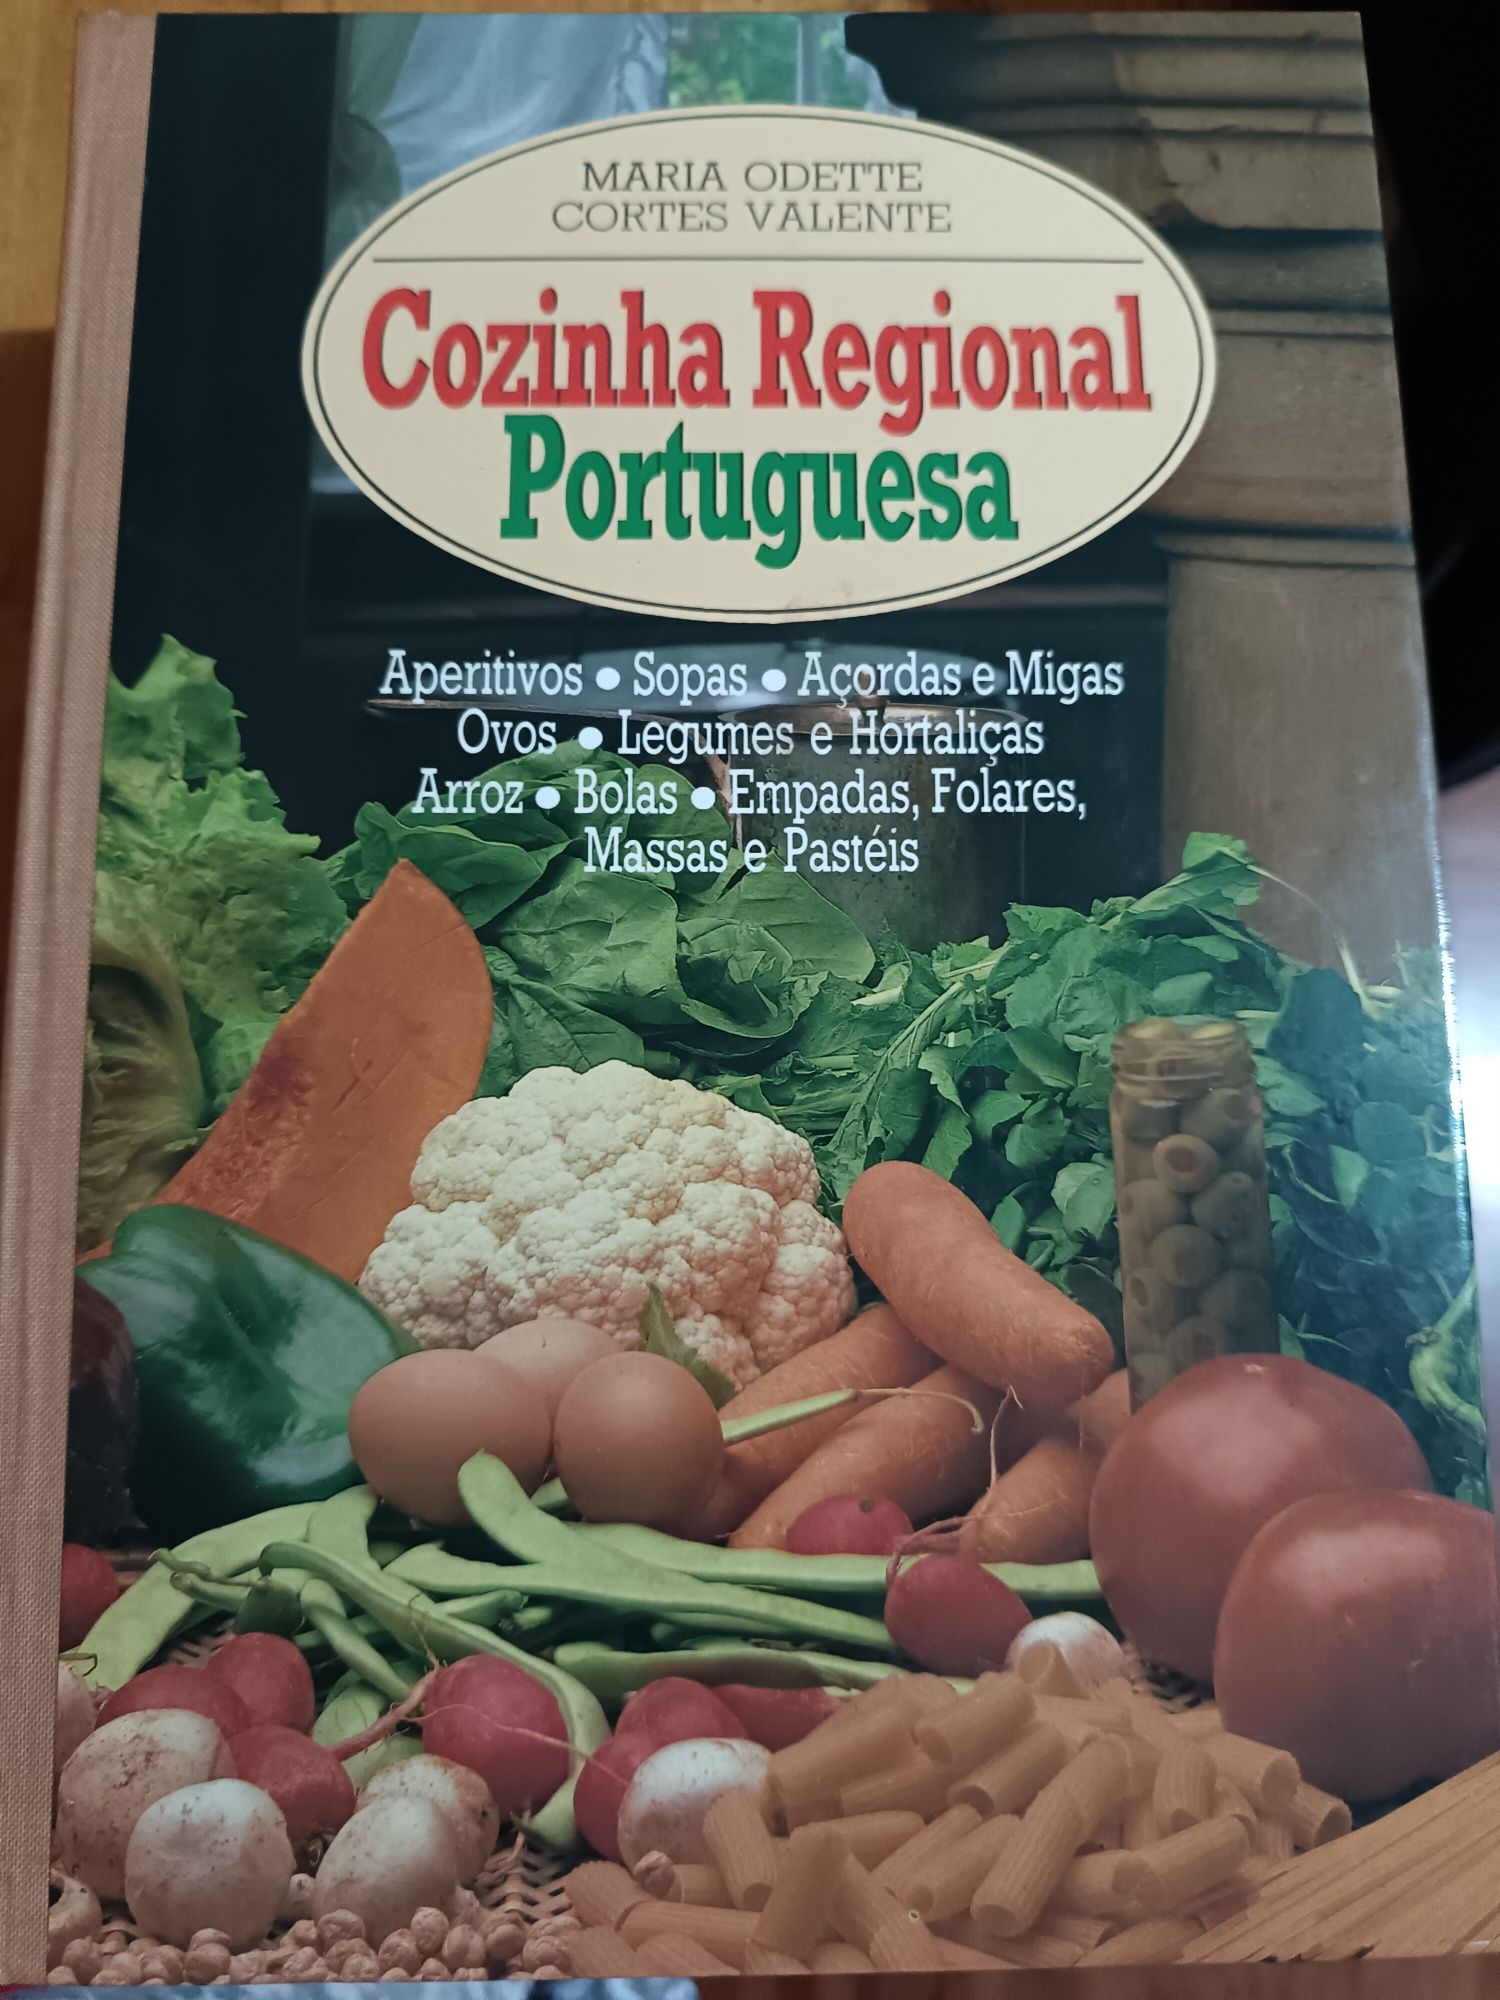 MARIA ODETTE
CORTES VALENTE
Cozinha Regional
Portuguesa
Aperitivos • Sopas • Açordas e Migas
Ovos • Legumes e Hortaliças
Arroz • Bolas • Empadas, Folares,
Massas e Pastéis